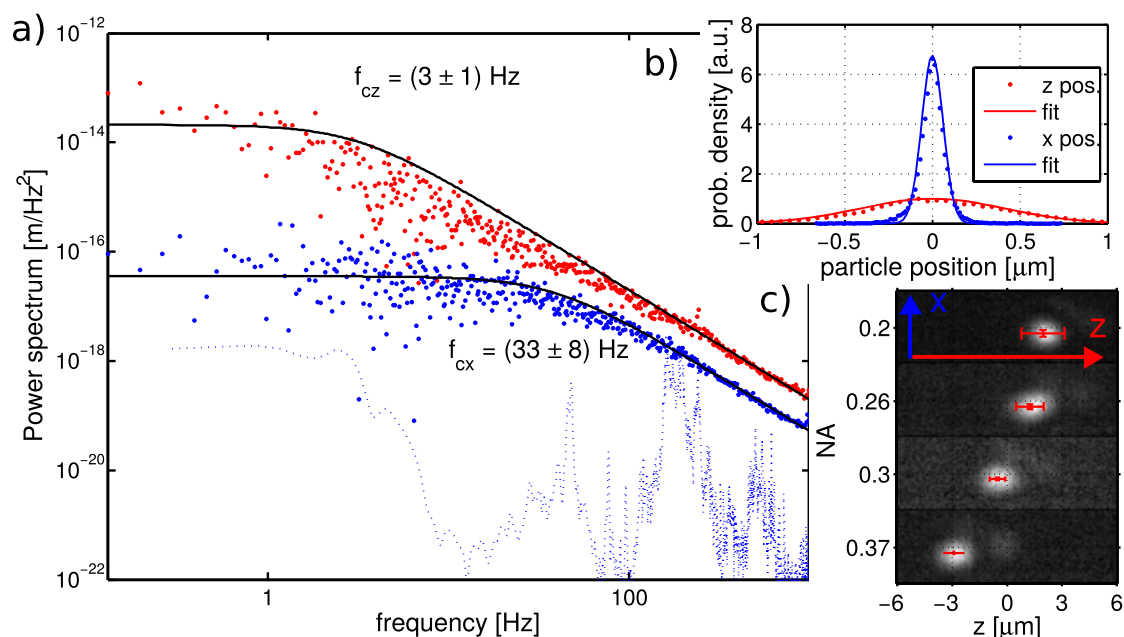 a)
10⁻¹²
10⁻¹⁴
10⁻¹⁶
10⁻¹⁸
10⁻²⁰
10⁻²²
Power spectrum [m/Hz²]
f_cz = (3 ± 1) Hz
f_cx = (33 ± 8) Hz
1
100
frequency [Hz]
b)
8
6
4
2
0
prob. density [a.u.]
z pos.
fit
x pos.
fit
−1
−0.5
0
0.5
1
particle position [μm]
c)
x
z
0.2
0.26
0.3
0.37
NA
−6
−3
0
3
6
z [μm]